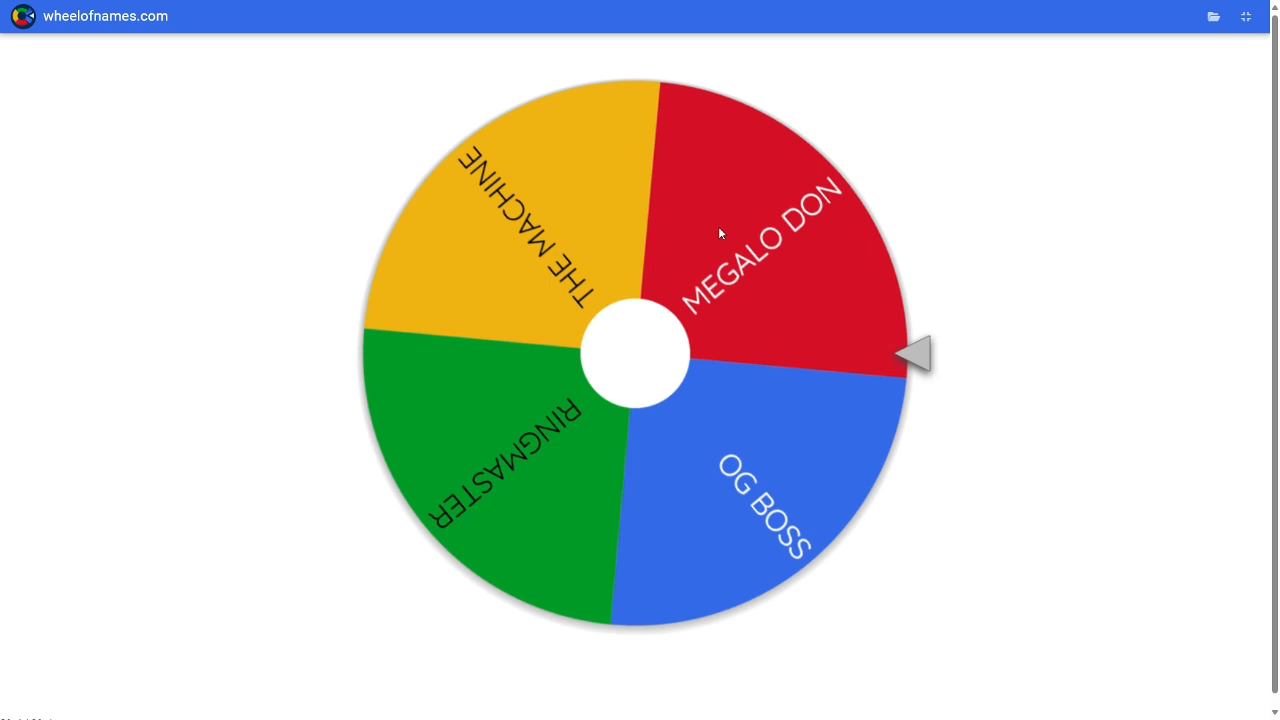 wheelofnames.com
THE MACHINE
MEGALO DON
RINGMASTER
OG BOSS